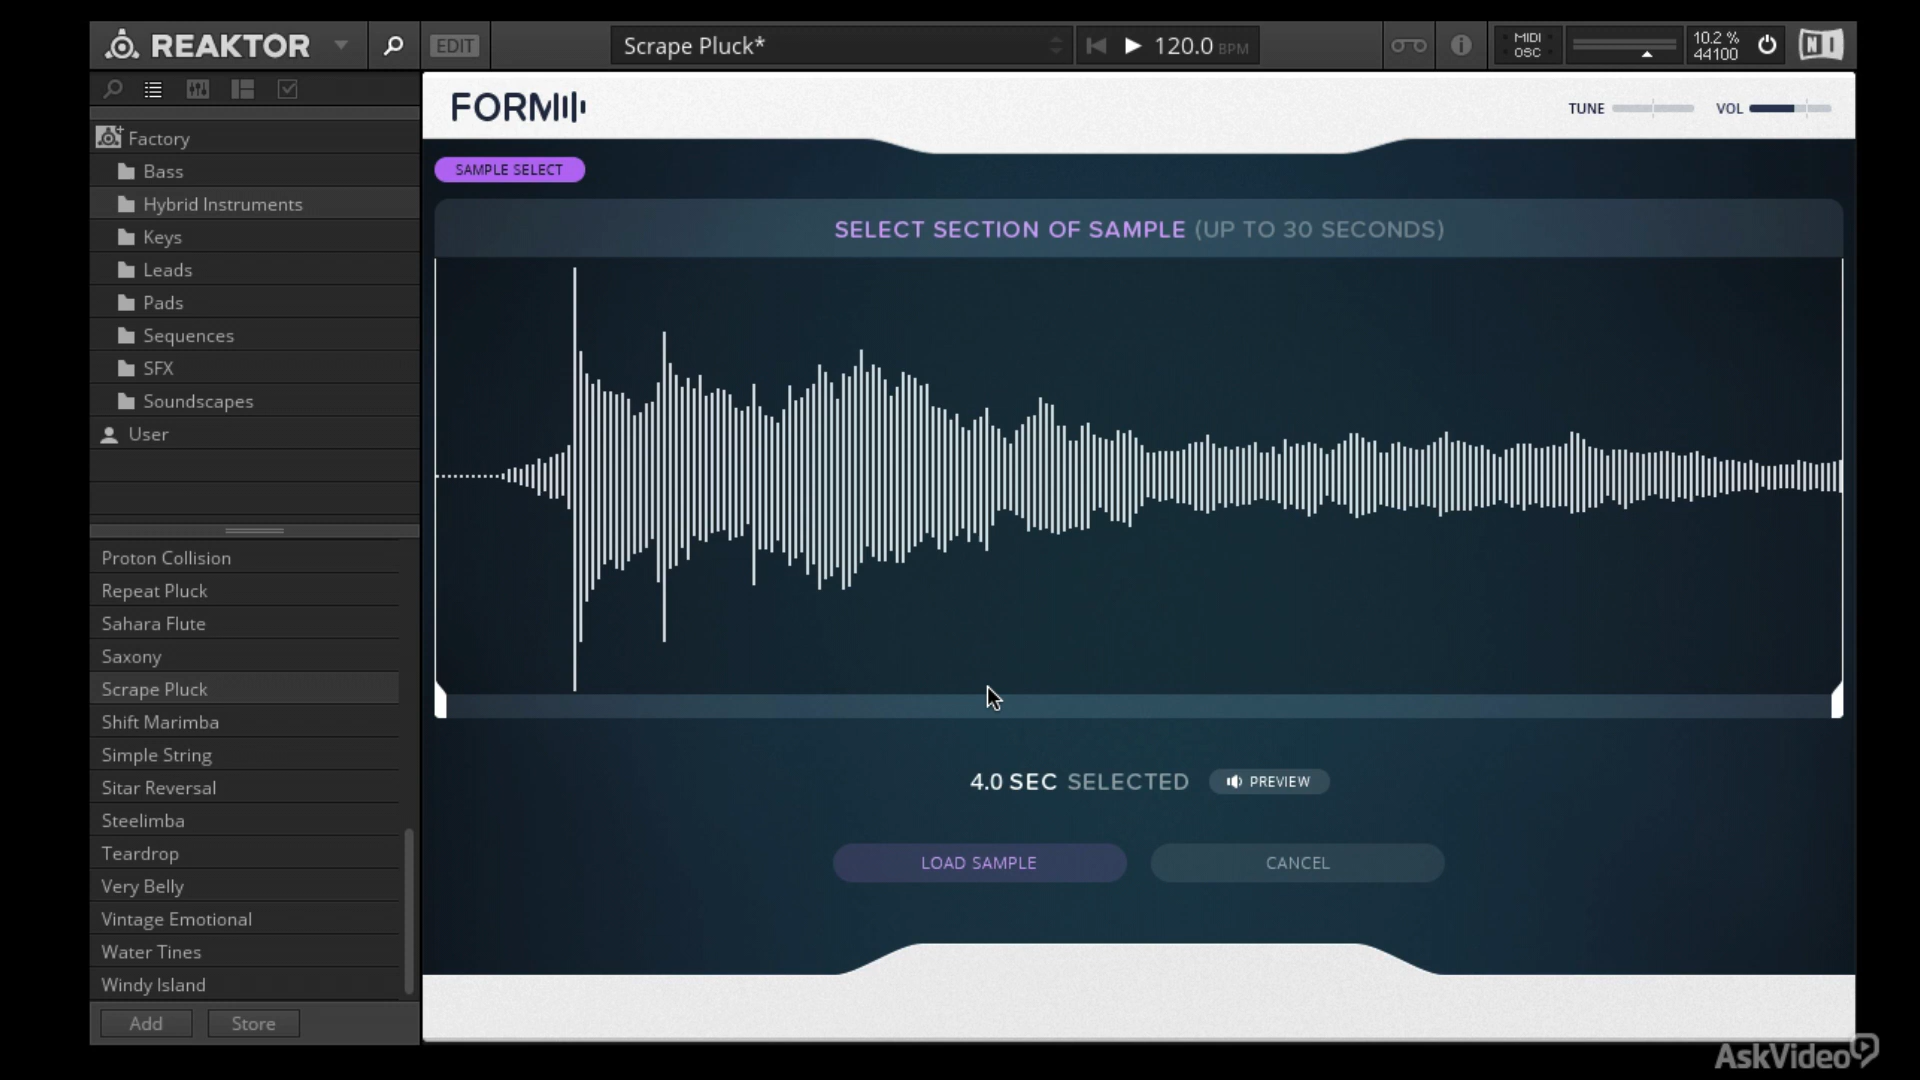 REAKTOR
EDIT
Scrape Pluck*
120.0 BPM
MIDI
OSC
10.2 %
44100
NI
Factory
Bass
Hybrid Instruments
Keys
Leads
Pads
Sequences
SFX
Soundscapes
User
Proton Collision
Repeat Pluck
Sahara Flute
Saxony
Scrape Pluck
Shift Marimba
Simple String
Sitar Reversal
Steelimba
Teardrop
Very Belly
Vintage Emotional
Water Tines
Windy Island
Add
Store
FORM
TUNE
VOL
SAMPLE SELECT
SELECT SECTION OF SAMPLE (UP TO 30 SECONDS)
4.0 SEC SELECTED
PREVIEW
LOAD SAMPLE
CANCEL
AskVideo